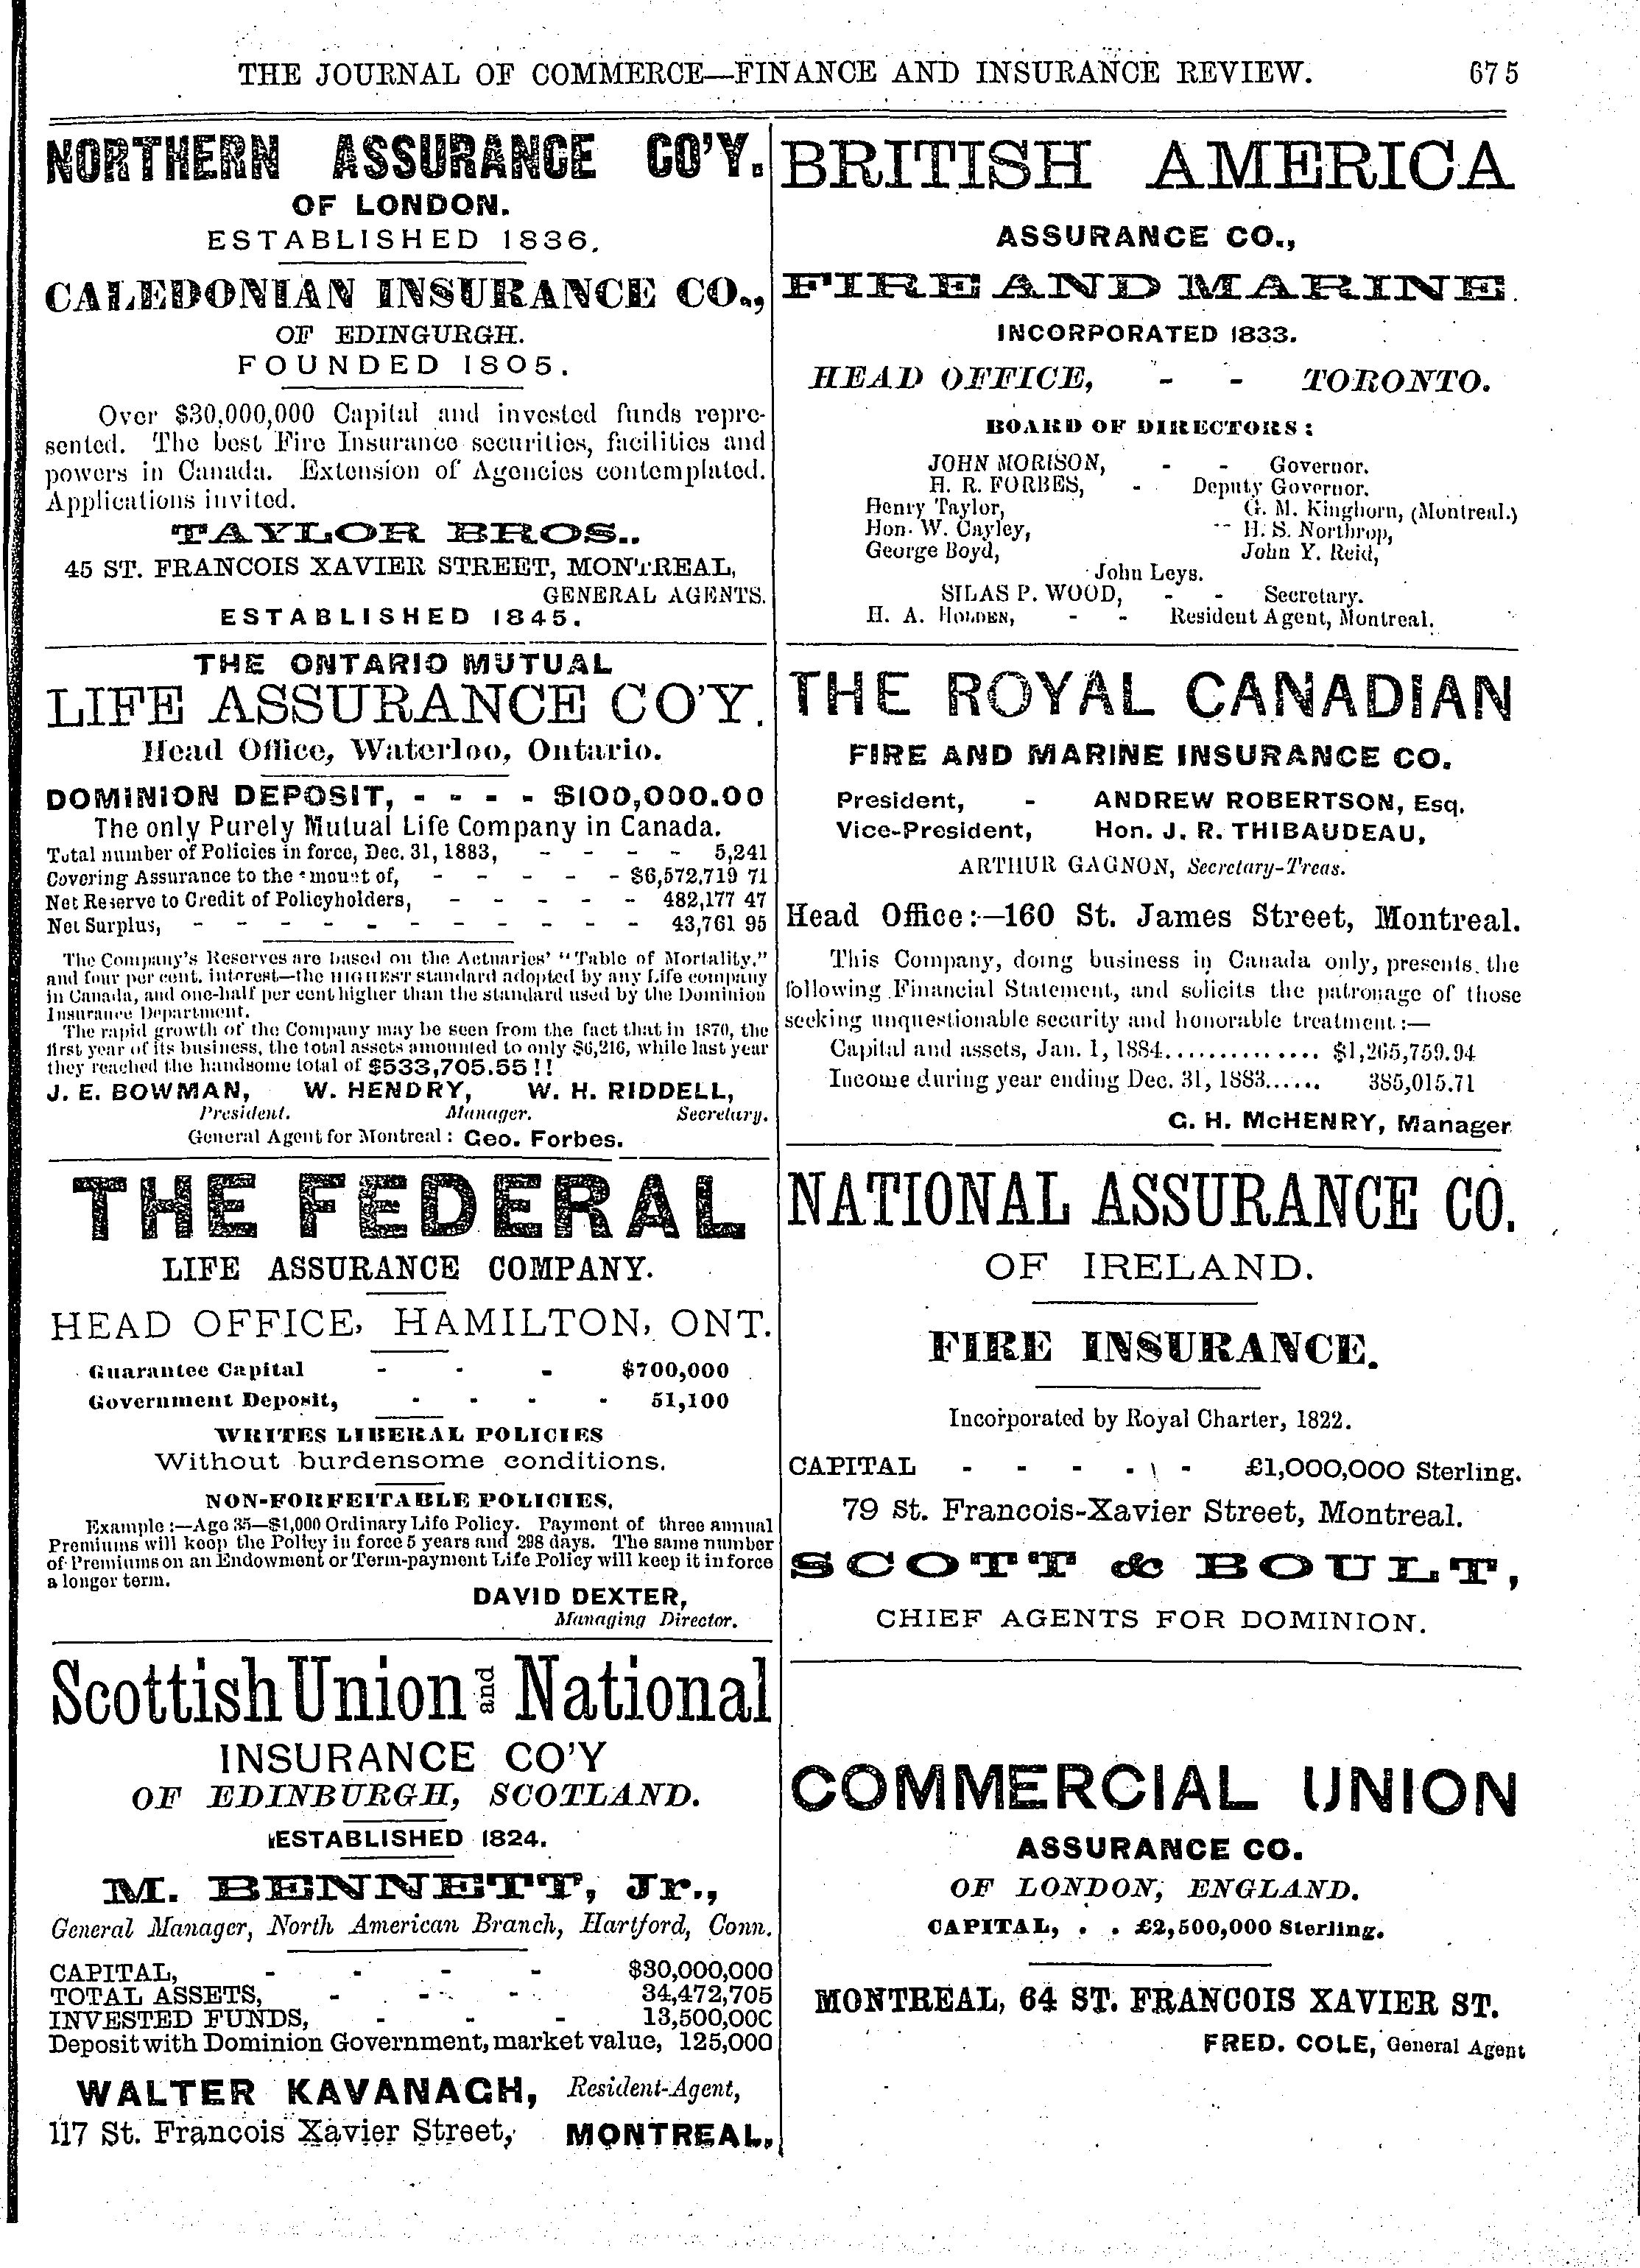 THE JOURNAL OF COMMERCE—FINANCE AND INSURANCE REVIEW. 675
NORTHERN ASSURANCE CO'Y.
OF LONDON.
ESTABLISHED 1836.
CALEDONIAN INSURANCE CO.,
OF EDINGURGH.
FOUNDED 1805.
Over $30,000,000 Capital and invested funds repre-
sented. The best Fire Insurance securities, facilities and
powers in Canada. Extension of Agencies contemplated.
Applications invited.
TAYLOR BROS..
45 ST. FRANCOIS XAVIER STREET, MONTREAL,
GENERAL AGENTS.
ESTABLISHED 1845.
THE ONTARIO MUTUAL
LIFE ASSURANCE CO'Y.
Head Office, Waterloo, Ontario.
DOMINION DEPOSIT, - - - - $100,000.00
The only Purely Mutual Life Company in Canada.
Total number of Policies in force, Dec. 31, 1883, - - - - 5,241
Covering Assurance to the amount of, - - - - - $6,572,719 71
Net Reserve to Credit of Policyholders, - - - - - 482,177 47
Net Surplus, - - - - - - - - - - - 43,761 95
The Company's Reserves are based on the Actuaries' "Table of Mortality,"
and four per cent. interest—the HIGHEST standard adopted by any Life company
in Canada, and one-half per cent higher than the standard used by the Dominion
Insurance Department.
The rapid growth of the Company may be seen from the fact that in 1870, the
first year of its business, the total assets amounted to only $6,216, while last year
they reached the handsome total of $533,705.55!!
J. E. BOWMAN, W. HENDRY, W. H. RIDDELL,
President. Manager. Secretary.
General Agent for Montreal: Geo. Forbes.
THE FEDERAL
LIFE ASSURANCE COMPANY.
HEAD OFFICE, HAMILTON, ONT.
Guarantee Capital - - - $700,000
Government Deposit, - - - - 51,100
WRITES LIBERAL POLICIES
Without burdensome conditions.
NON-FORFEITABLE POLICIES.
Example:—Age 35—$1,000 Ordinary Life Policy. Payment of three annual
Premiums will keep the Policy in force 5 years and 298 days. The same number
of Premiums on an Endowment or Term-payment Life Policy will keep it in force
a longer term.
DAVID DEXTER,
Managing Director.
Scottish Union and National
INSURANCE CO'Y
OF EDINBURGH, SCOTLAND.
ESTABLISHED 1824.
M. BENNETT, Jr.,
General Manager, North American Branch, Hartford, Conn.
CAPITAL, - - - - $30,000,000
TOTAL ASSETS, - - - 34,472,705
INVESTED FUNDS, - - - 13,500,000
Deposit with Dominion Government, market value, 125,000
WALTER KAVANAGH, Resident-Agent,
117 St. Francois Xavier Street, MONTREAL,
BRITISH AMERICA
ASSURANCE CO.,
FIRE AND MARINE.
INCORPORATED 1833.
HEAD OFFICE, - - TORONTO.
BOARD OF DIRECTORS:
JOHN MORISON, - - Governor.
H. R. FORBES, - Deputy Governor.
Henry Taylor, G. M. Kinghorn, (Montreal.)
Hon. W. Cayley, H. S. Northrop,
George Boyd, John Y. Reid,
John Leys.
SILAS P. WOOD, - - Secretary.
H. A. HOLDEN, - - Resident Agent, Montreal.
THE ROYAL CANADIAN
FIRE AND MARINE INSURANCE CO.
President, - ANDREW ROBERTSON, Esq.
Vice-President, Hon. J. R. THIBAUDEAU,
ARTHUR GAGNON, Secretary-Treas.
Head Office:—160 St. James Street, Montreal.
This Company, doing business in Canada only, presents the
following Financial Statement, and solicits the patronage of those
seeking unquestionable security and honorable treatment:—
Capital and assets, Jan. 1, 1884.............. $1,265,759.94
Income during year ending Dec. 31, 1883...... 385,015.71
G. H. McHENRY, Manager
NATIONAL ASSURANCE CO.
OF IRELAND.
FIRE INSURANCE.
Incorporated by Royal Charter, 1822.
CAPITAL - - - - - £1,000,000 Sterling.
79 St. Francois-Xavier Street, Montreal.
SCOTT & BOULT,
CHIEF AGENTS FOR DOMINION.
COMMERCIAL UNION
ASSURANCE CO.
OF LONDON, ENGLAND.
CAPITAL, . . £2,500,000 Sterling.
MONTREAL, 64 ST. FRANCOIS XAVIER ST.
FRED. COLE, General Agent